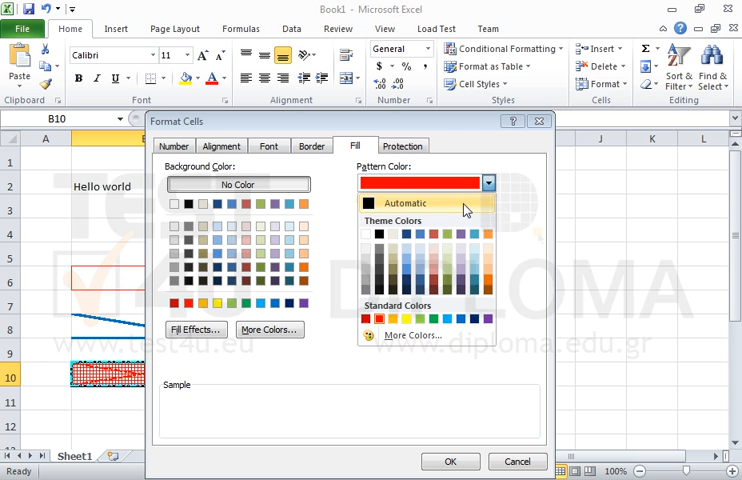 Book1 - Microsoft Excel
File Home Insert Page Layout Formulas Data Review View Load Test Team
Calibri 11 General Conditional Formatting Insert
Paste Format as Table Delete Sort & Filter Find & Select
Cell Styles Format
Clipboard Font Alignment Number Styles Cells Editing
B10
Format Cells
A J K L
Number Alignment Font Border Fill Protection
1
Background Color: Pattern Color:
2 Hello world No Color
Automatic
3
Theme Colors
6
7
Standard Colors
8 Fill Effects... More Colors... More Colors...
www.test4u.eu www.diploma.edu.gr
9
10
Sample
11
12
Sheet1
OK Cancel
Ready 100%
TEST
4U
DIPLOMA